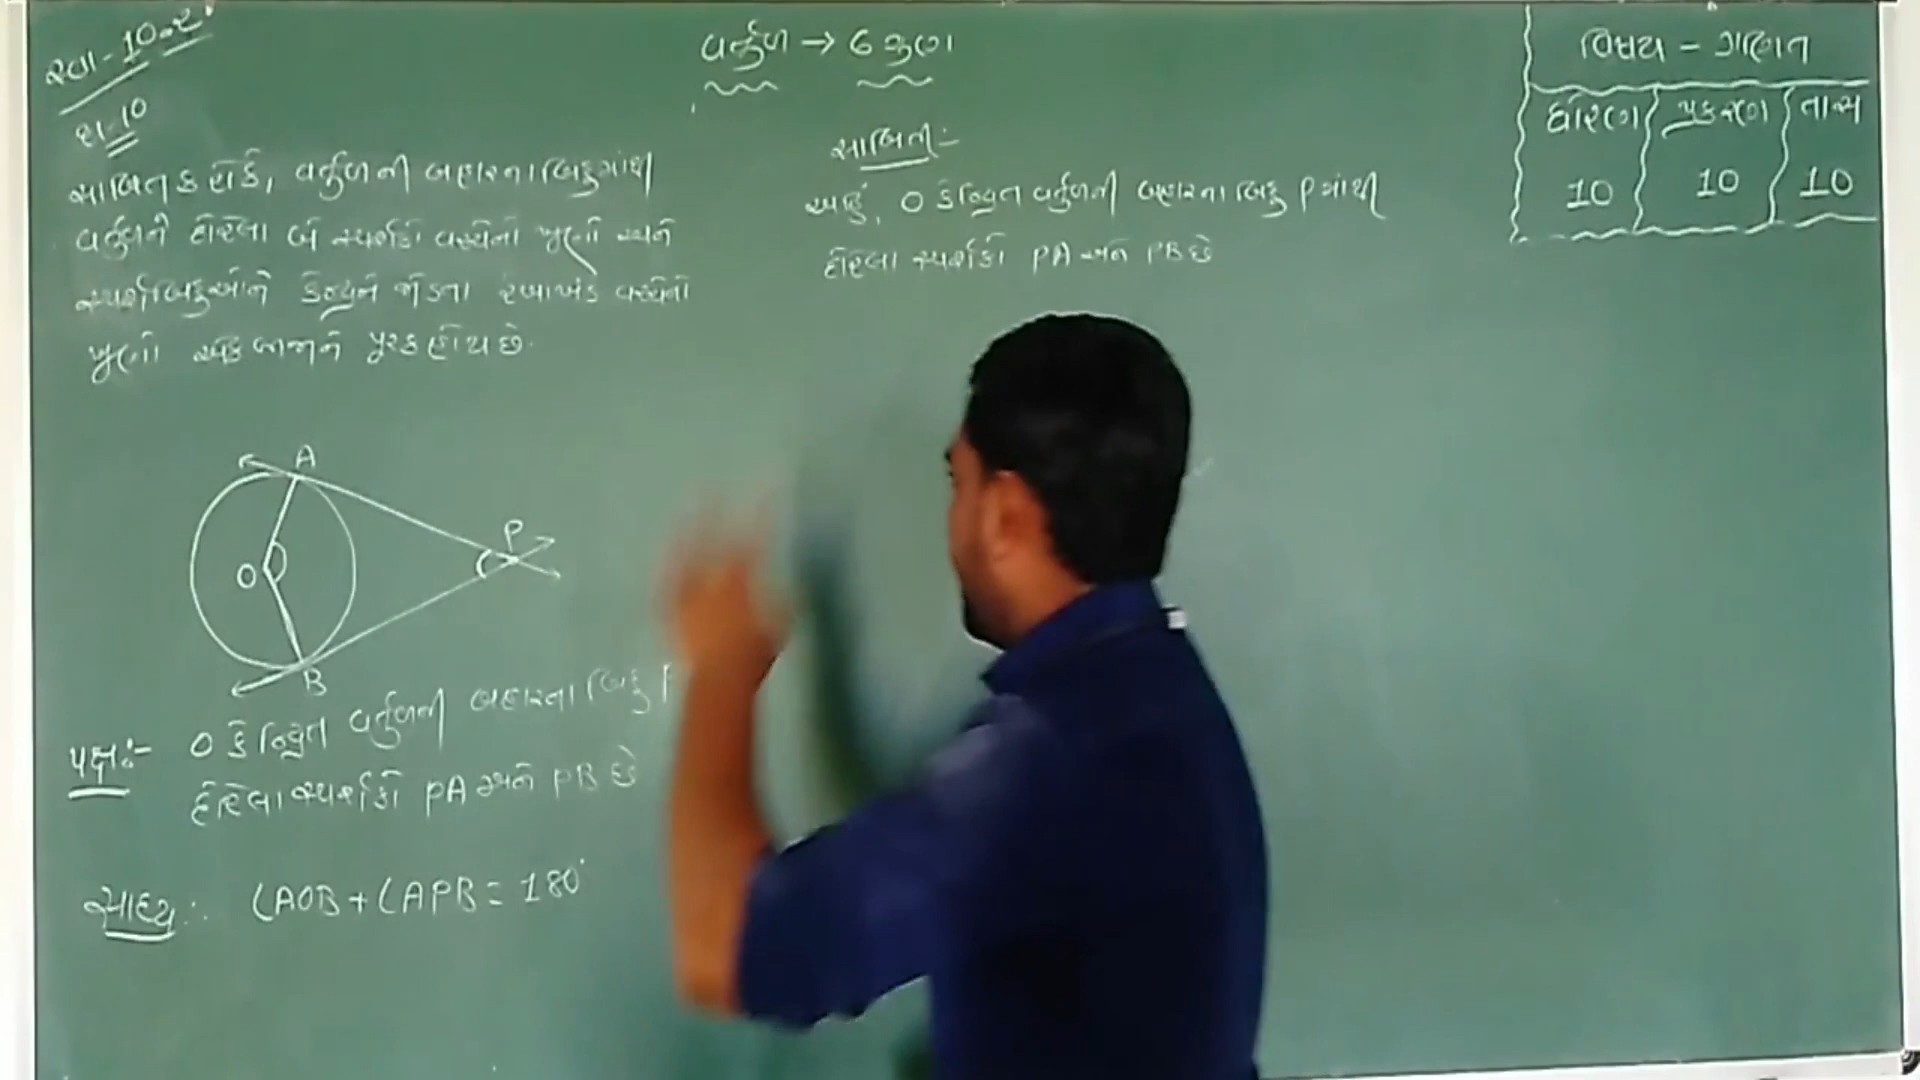 સ્વા-10.2
દા-10
વર્તુળ → 6 ગુણ
વિષય - ગણિત
ધોરણ પ્રકરણ તાસ
10 10 10
સાબિત કરો કે, વર્તુળની બહારના બિંદુમાંથી
વર્તુળને દોરેલા બે સ્પર્શકો વચ્ચેનો ખૂણો અને
સ્પર્શબિંદુઓને કેન્દ્રને જોડતા રેખાખંડ વચ્ચેનો
ખૂણો એકબીજાને પૂરક હોય છે.
A
O
P
B
પક્ષ:- O કેન્દ્રિત વર્તુળની બહારના બિંદુ
દોરેલા સ્પર્શકો PA અને PB છે
સાધ્ય:- ∠AOB + ∠APB = 180°
સાબિતી:-
અહીં, O કેન્દ્રિત વર્તુળની બહારના બિંદુ P માંથી
દોરેલા સ્પર્શકો PA અને PB છે